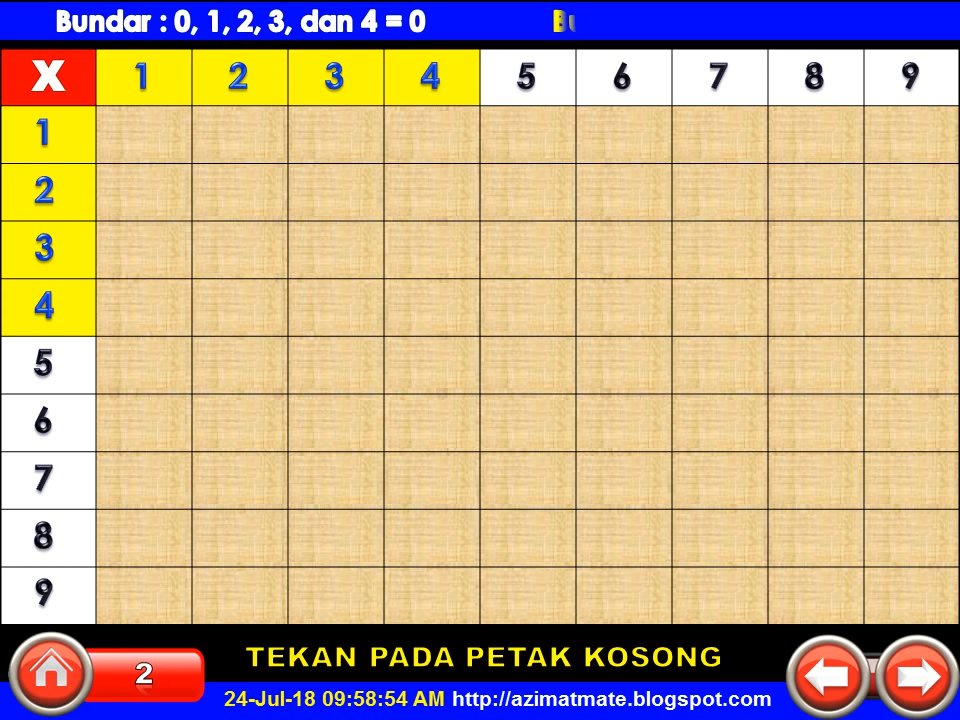 Bundar : 0, 1, 2, 3, dan 4 = 0
X 1 2 3 4 5 6 7 8 9
1
2
3
4
5
6
7
8
9
2
TEKAN PADA PETAK KOSONG
24-Jul-18 09:58:54 AM http://azimatmate.blogspot.com